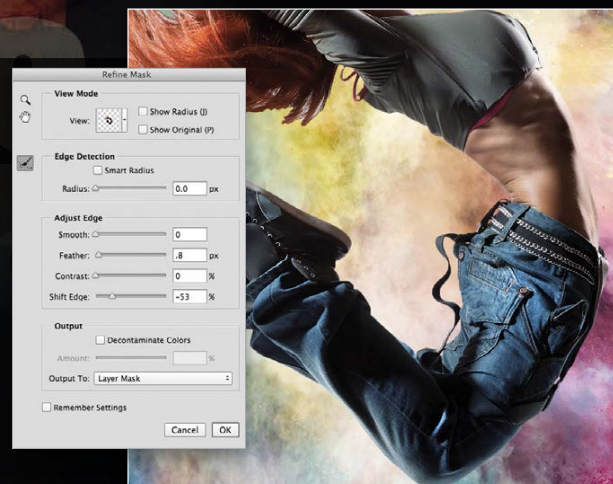 Refine Mask
View Mode
View:
Show Radius (J)
Show Original (P)
Edge Detection
Smart Radius
Radius: 0.0 px
Adjust Edge
Smooth: 0
Feather: .8 px
Contrast: 0 %
Shift Edge: -53 %
Output
Decontaminate Colors
Amount: %
Output To: Layer Mask
Remember Settings
Cancel OK